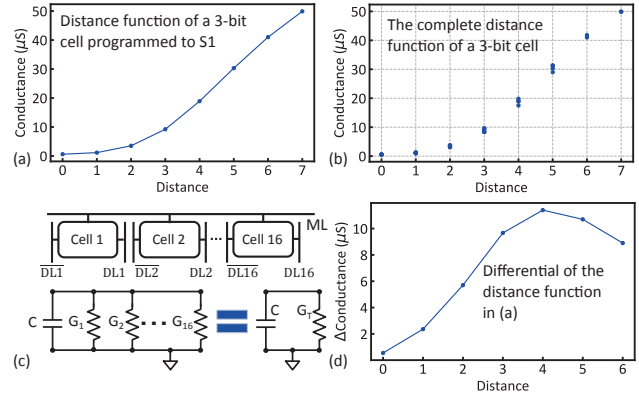 Distance function of a 3-bit
cell programmed to S1
Conductance (µS)
50
40
30
20
10
0
0 1 2 3 4 5 6 7
Distance
(a)
The complete distance
function of a 3-bit cell
Conductance (µS)
50
40
30
20
10
0
0 1 2 3 4 5 6 7
Distance
(b)
ML
Cell 1 Cell 2 ... Cell 16
DL1 DL1 DL2 DL2 DL16 DL16
C G1 G2 ... G16 C GT
(c)
ΔConductance (µS)
10
8
6
4
2
0 1 2 3 4 5 6
Distance
Differential of the
distance function
in (a)
(d)